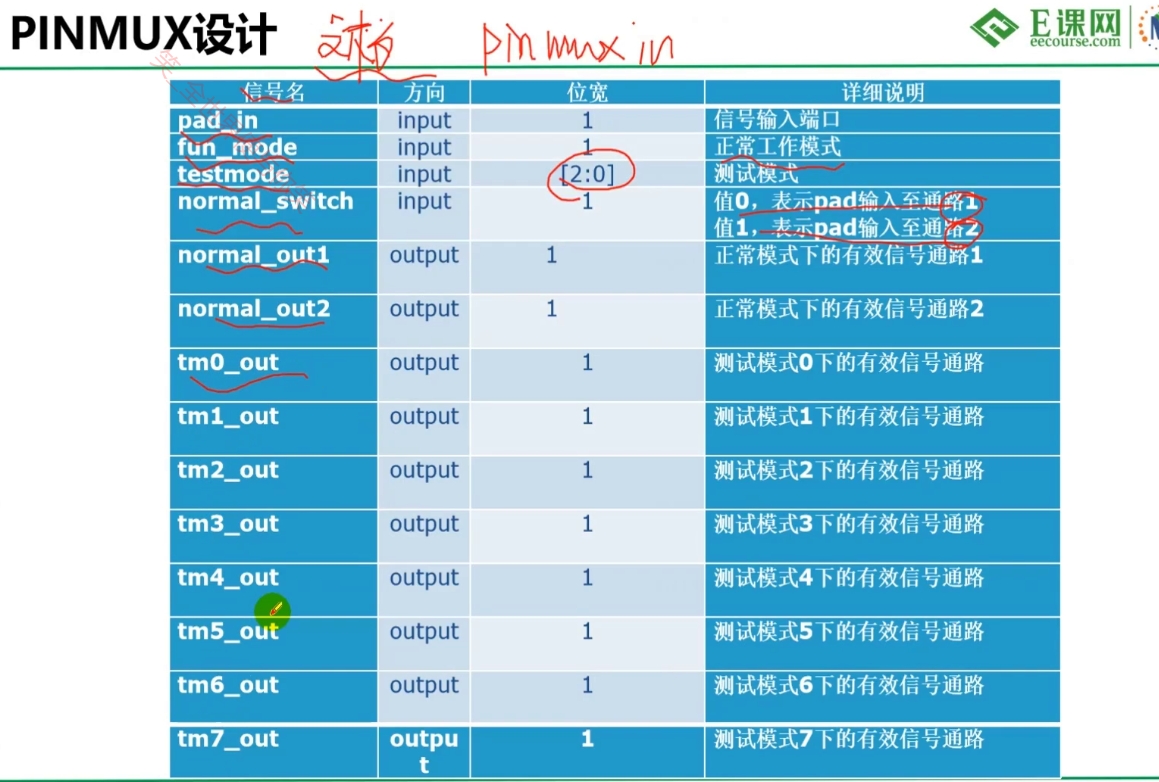 PINMUX设计
pinmux in
E课网
eecourse.com
信号名 方向 位宽 详细说明
pad_in input 1 信号输入端口
fun_mode input 1 正常工作模式
testmode input [2:0] 测试模式
normal_switch input 1 值0，表示pad输入至通路1
值1，表示pad输入至通路2
normal_out1 output 1 正常模式下的有效信号通路1
normal_out2 output 1 正常模式下的有效信号通路2
tm0_out output 1 测试模式0下的有效信号通路
tm1_out output 1 测试模式1下的有效信号通路
tm2_out output 1 测试模式2下的有效信号通路
tm3_out output 1 测试模式3下的有效信号通路
tm4_out output 1 测试模式4下的有效信号通路
tm5_out output 1 测试模式5下的有效信号通路
tm6_out output 1 测试模式6下的有效信号通路
tm7_out outpu 1 测试模式7下的有效信号通路
t